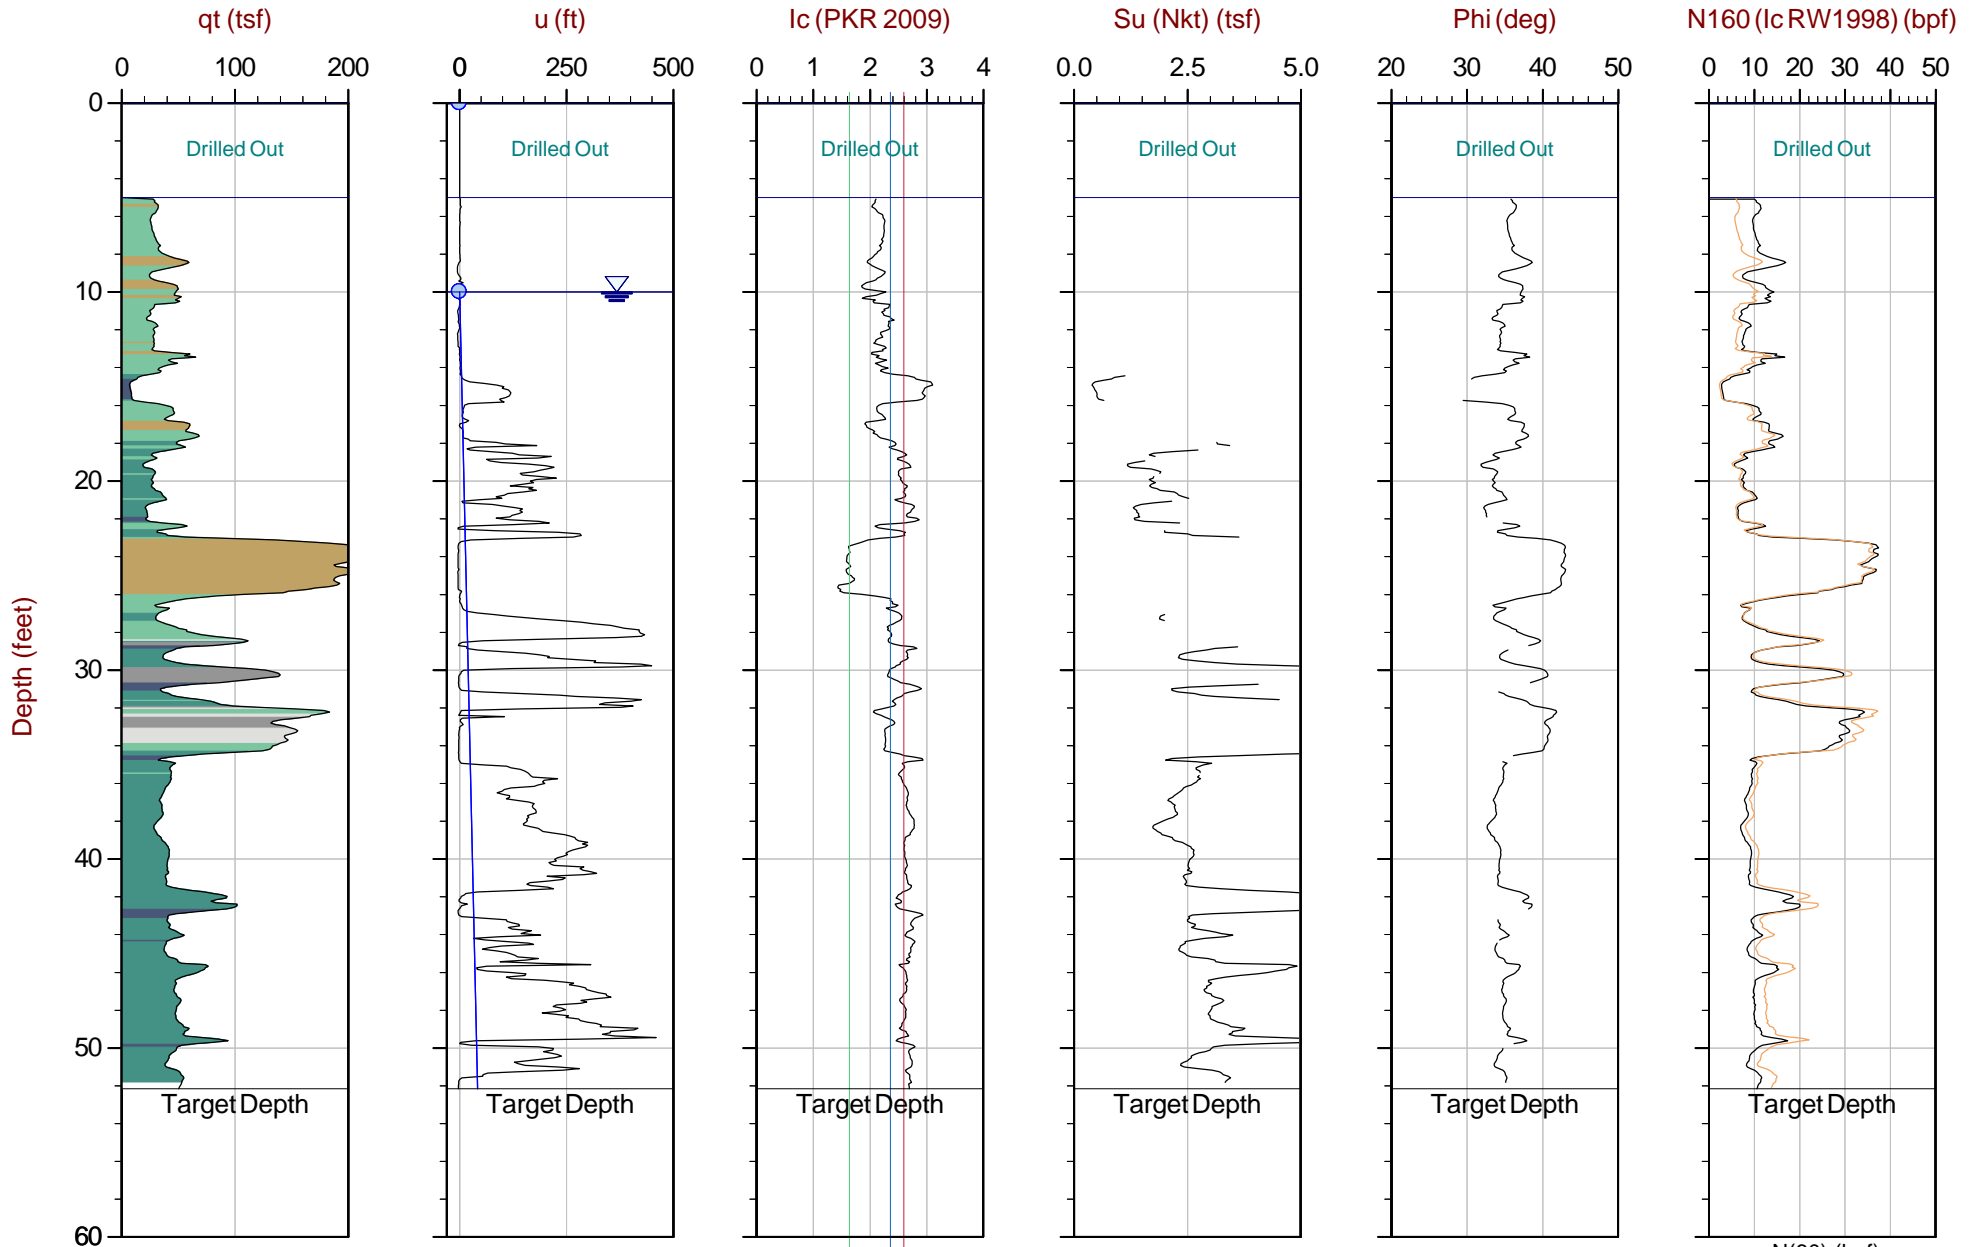 qt (tsf)
u (ft)
Ic (PKR 2009)
Su (Nkt) (tsf)
Phi (deg)
N160 (Ic RW1998) (bpf)
0 100 200
0 250 500
0 1 2 3 4
0.0 2.5 5.0
20 30 40 50
0 10 20 30 40 50
0
Drilled Out Drilled Out Drilled Out Drilled Out Drilled Out Drilled Out
10
20
30
40
50
60
Depth (feet)
Target Depth Target Depth Target Depth Target Depth Target Depth Target Depth